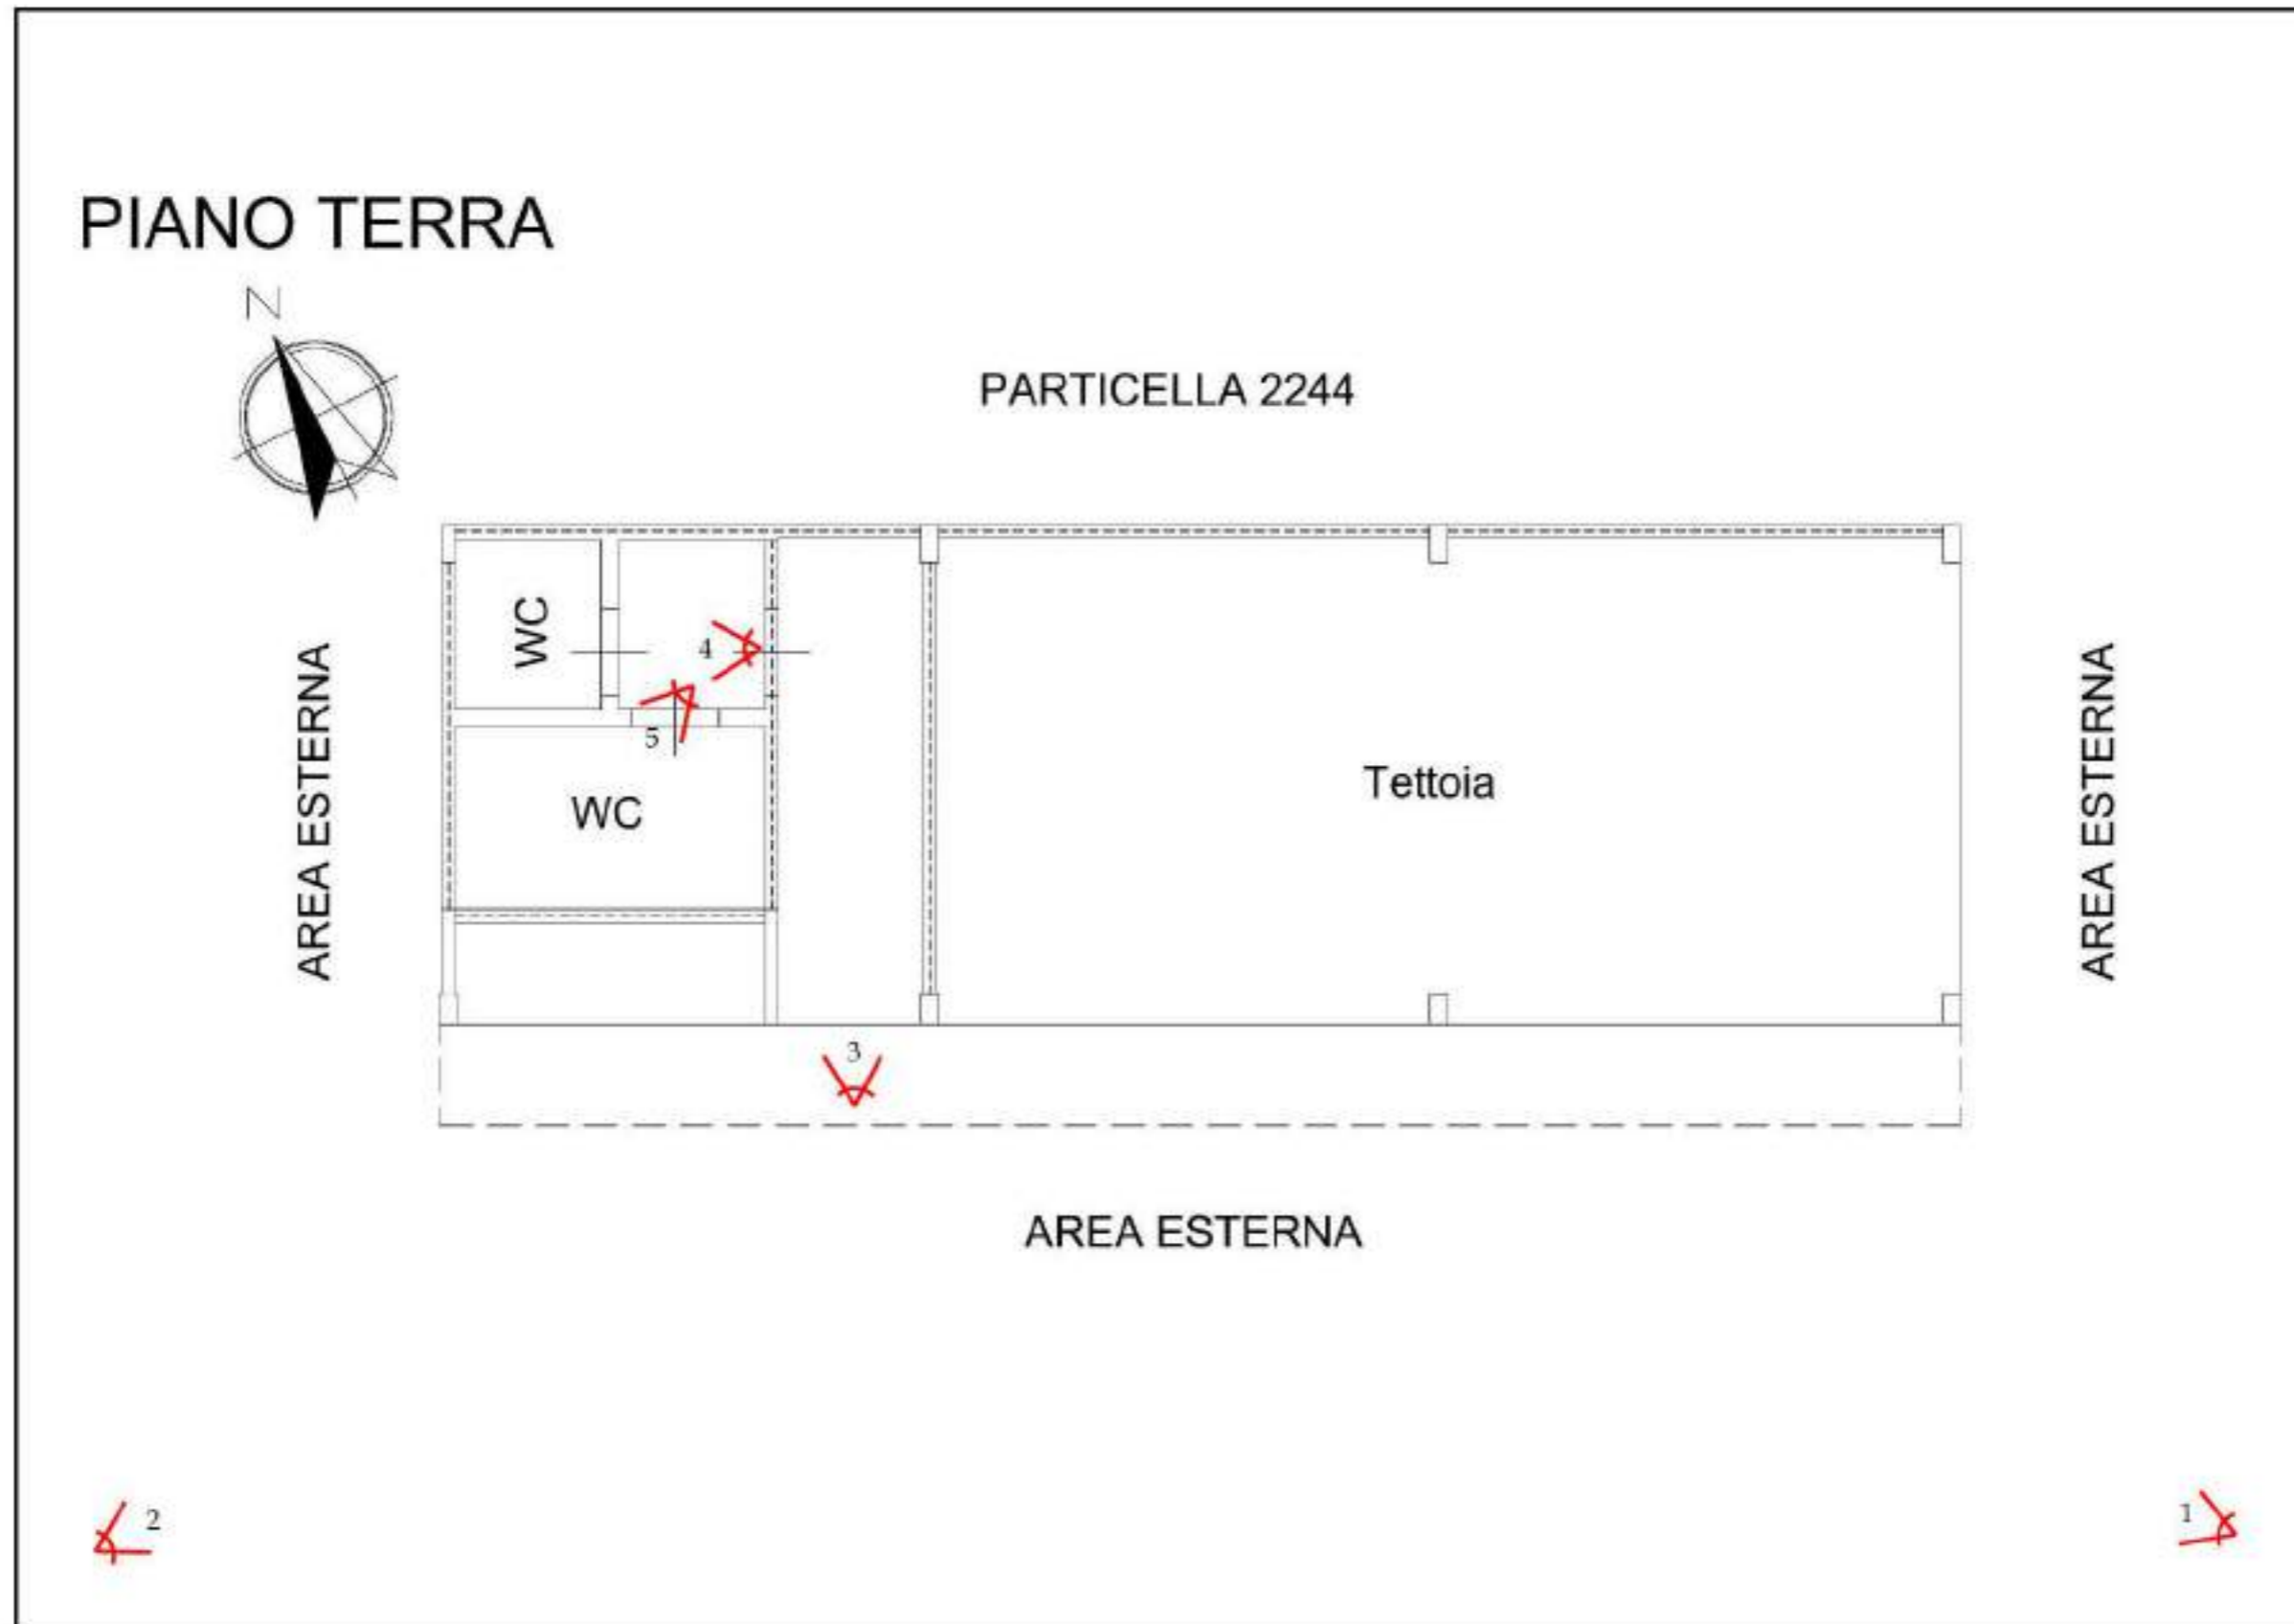 PIANO TERRA
N
PARTICELLA 2244
WC
4
AREA ESTERNA
AREA ESTERNA
5
Tettoia
WC
3
AREA ESTERNA
2
1